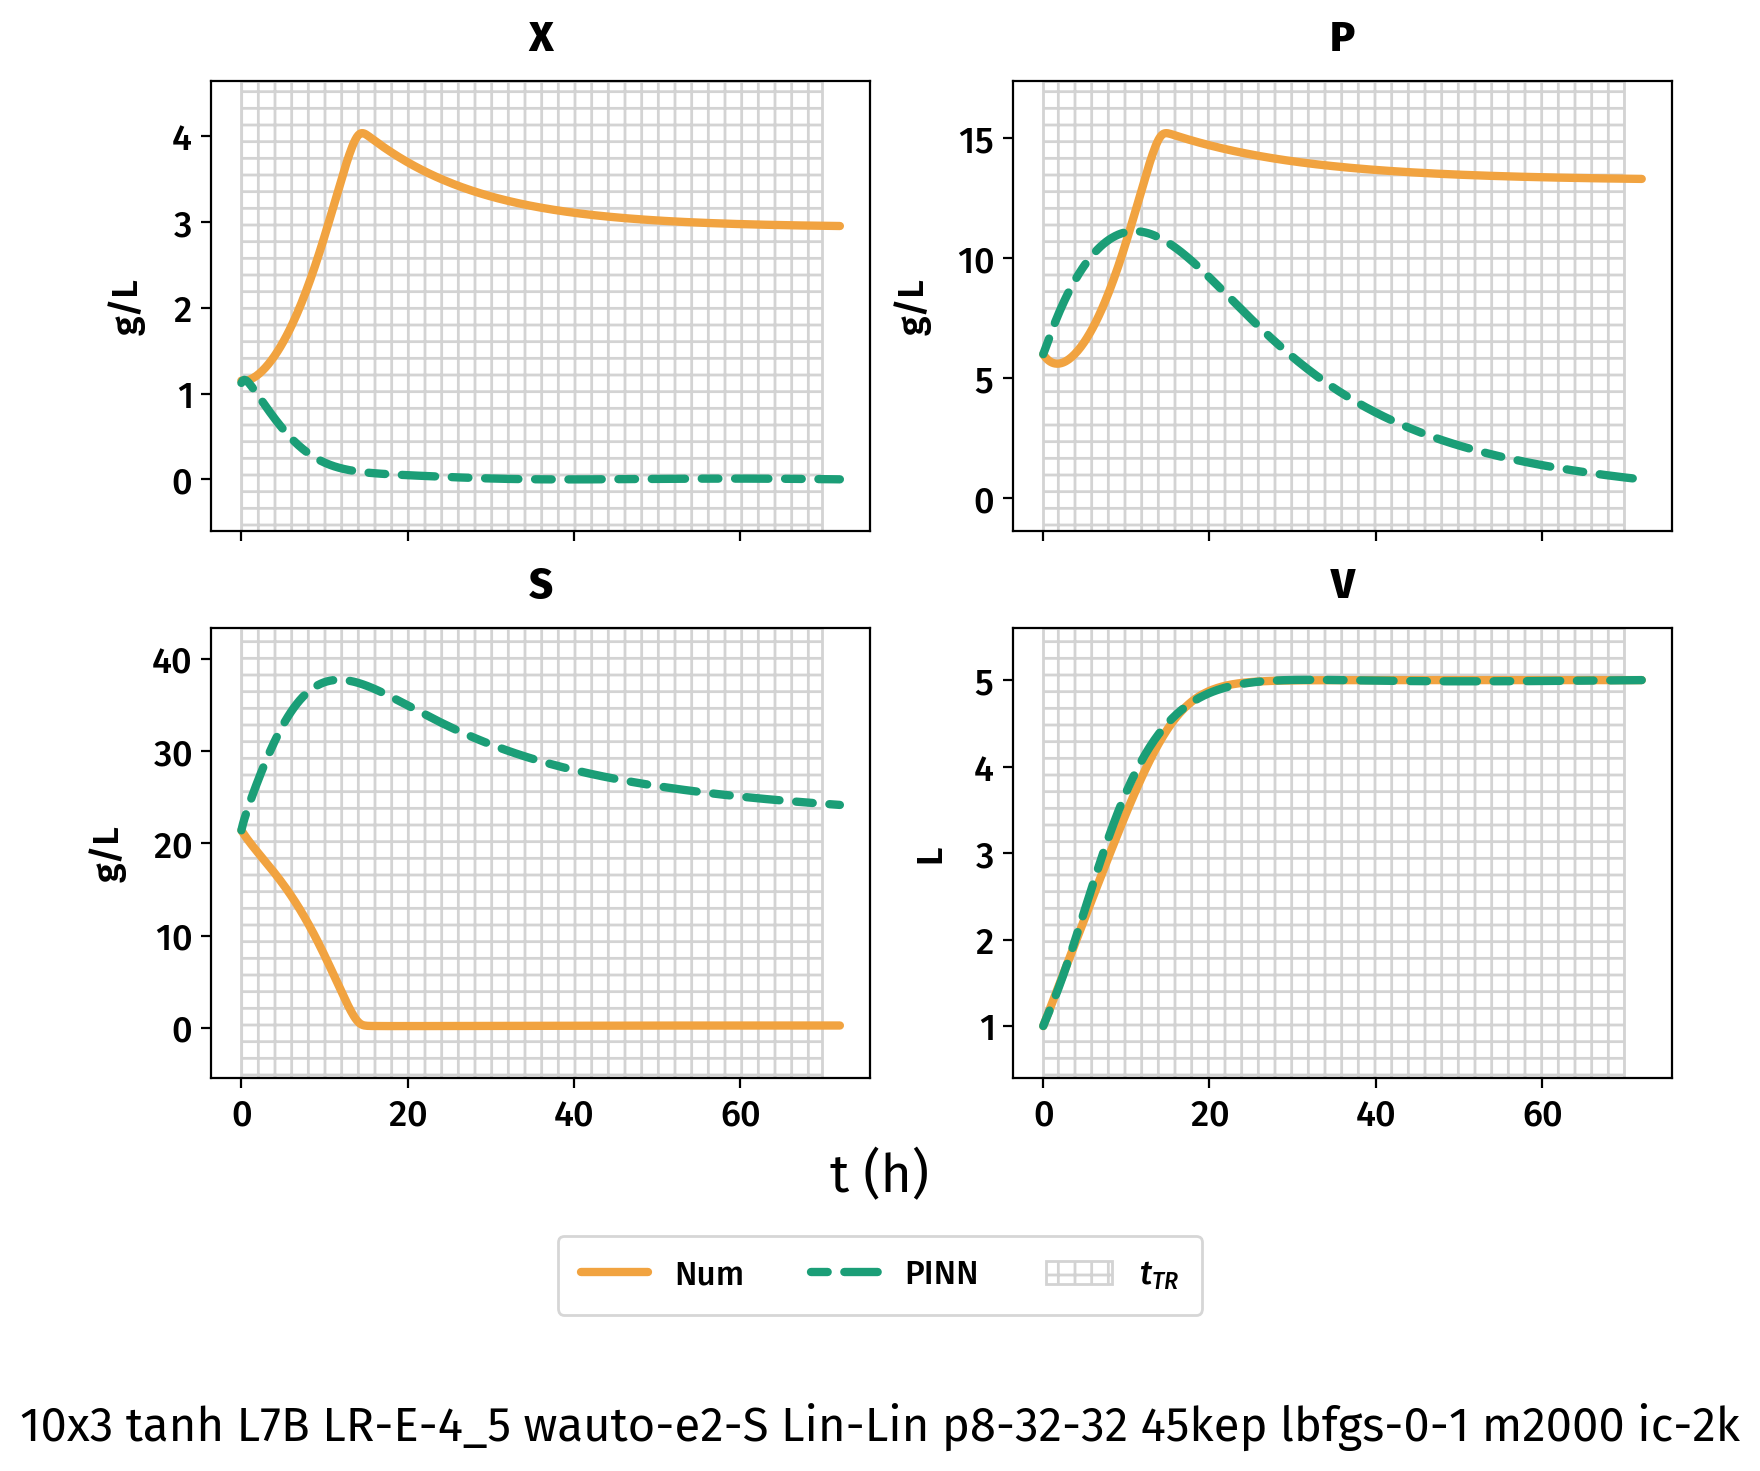 X
P
4
3
2
1
0
g/L
15
10
5
0
g/L
S
V
40
30
20
10
0
g/L
0 20 40 60
5
4
3
2
1
L
0 20 40 60
t (h)
Num PINN t_TR
10x3 tanh L7B LR-E-4_5 wauto-e2-S Lin-Lin p8-32-32 45kep lbfgs-0-1 m2000 ic-2k